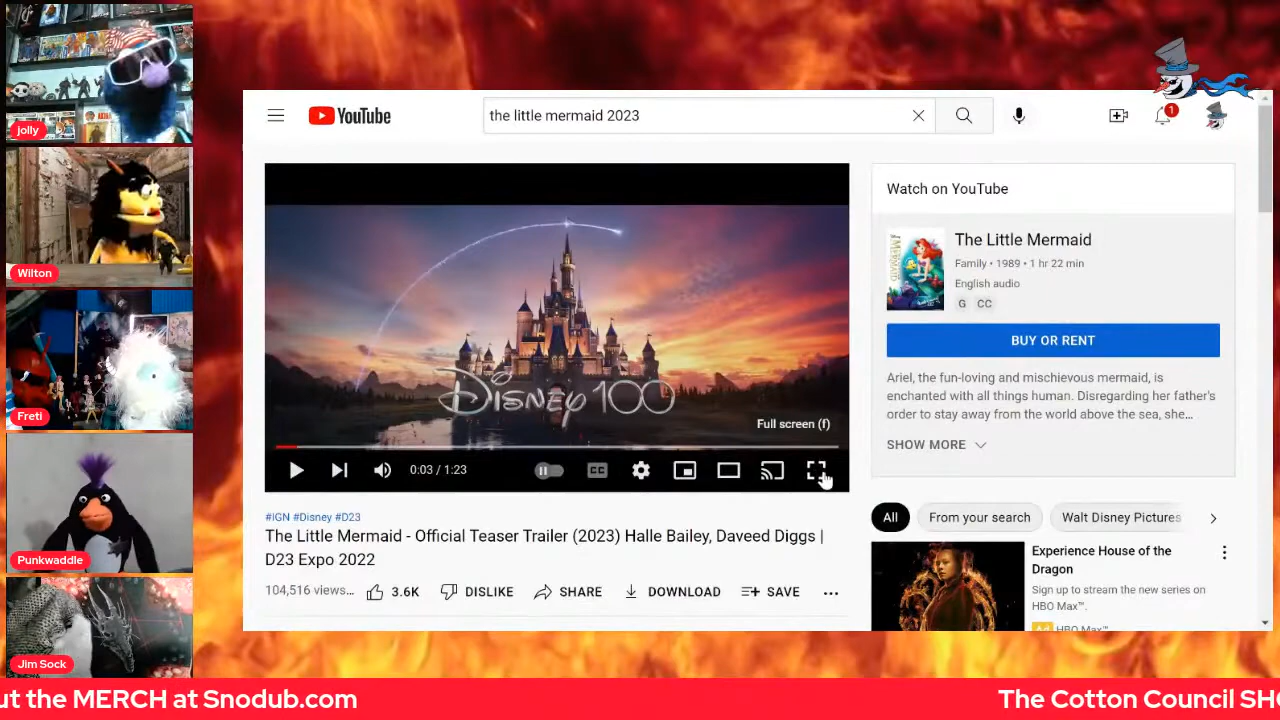 jolly
Wilton
Freti
Punkwaddle
Jim Sock
YouTube
the little mermaid 2023
1
DISNEY 100
Full screen (f)
0:03 / 1:23
CC
#IGN #Disney #D23
The Little Mermaid - Official Teaser Trailer (2023) Halle Bailey, Daveed Diggs |
D23 Expo 2022
104,516 views...
3.6K
DISLIKE
SHARE
DOWNLOAD
SAVE
Watch on YouTube
The Little Mermaid
Family • 1989 • 1 hr 22 min
English audio
G CC
BUY OR RENT
Ariel, the fun-loving and mischievous mermaid, is
enchanted with all things human. Disregarding her father's
order to stay away from the world above the sea, she...
SHOW MORE
All
From your search
Walt Disney Pictures
Experience House of the
Dragon
Sign up to stream the new series on
HBO Max™.
Ad HBO Max™
ut the MERCH at Snodub.com
The Cotton Council SH